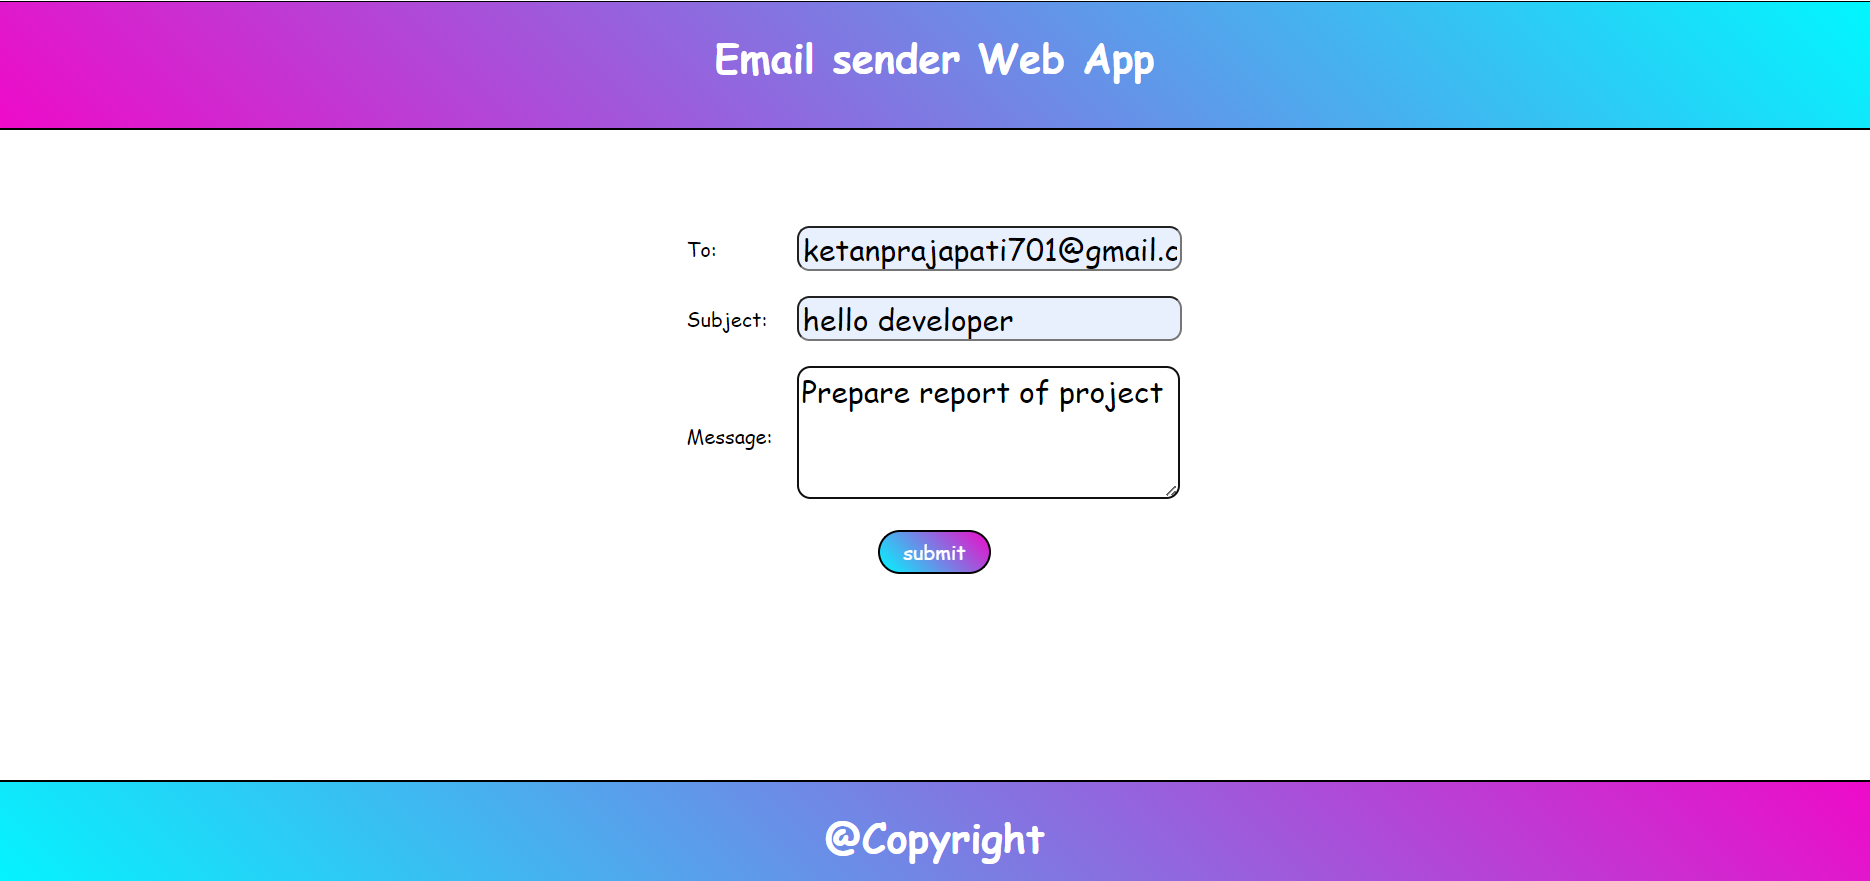 Email sender Web App
To: ketanprajapati701@gmail.c
Subject: hello developer
Message: Prepare report of project
submit
@Copyright